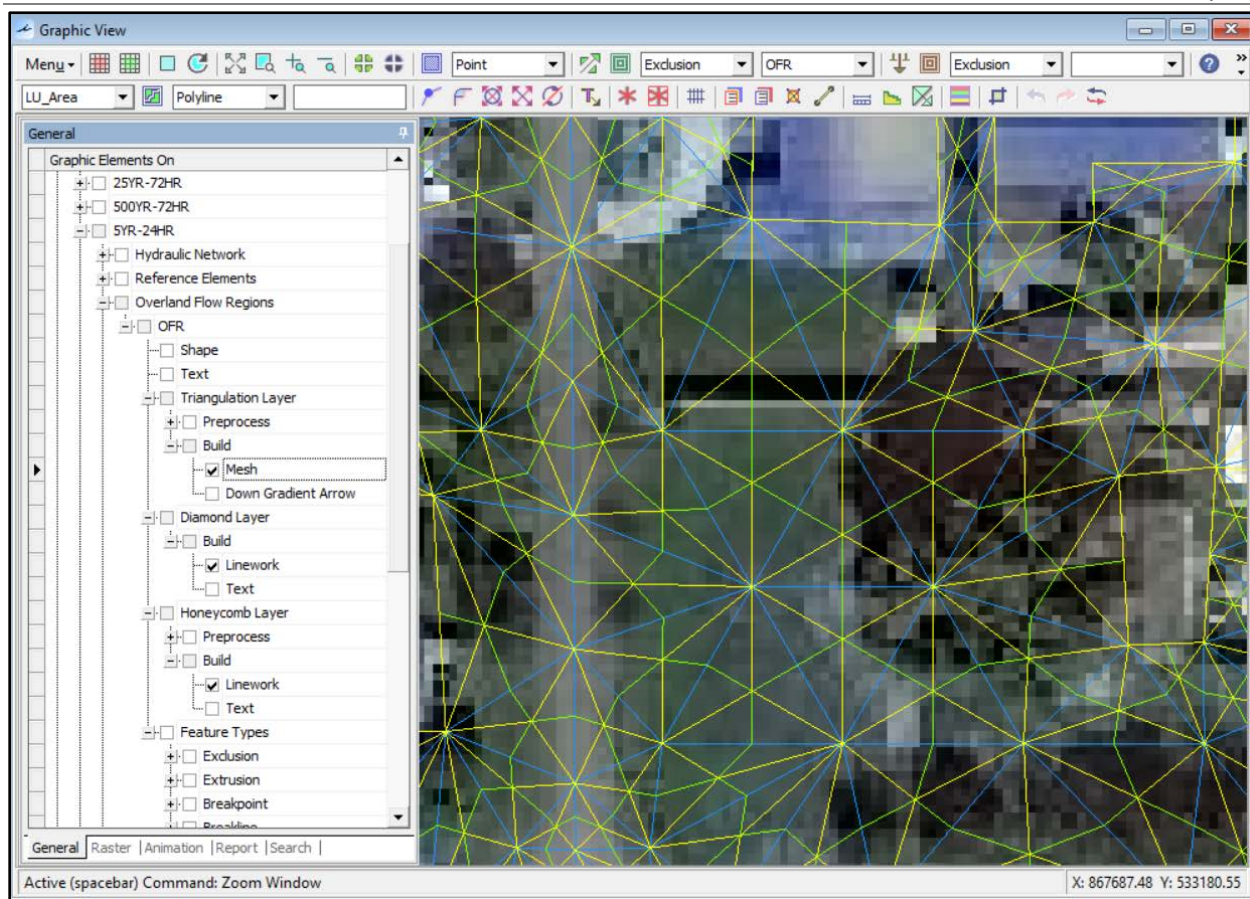 Graphic View
Menu Point Exclusion OFR Exclusion
LU_Area Polyline
General
Graphic Elements On
25YR-72HR
500YR-72HR
5YR-24HR
Hydraulic Network
Reference Elements
Overland Flow Regions
OFR
Shape
Text
Triangulation Layer
Preprocess
Build
Mesh
Down Gradient Arrow
Diamond Layer
Build
Linework
Text
Honeycomb Layer
Preprocess
Build
Linework
Text
Feature Types
Exclusion
Extrusion
Breakpoint
Breakline
General Raster Animation Report Search
Active (spacebar) Command: Zoom Window X: 867687.48 Y: 533180.55